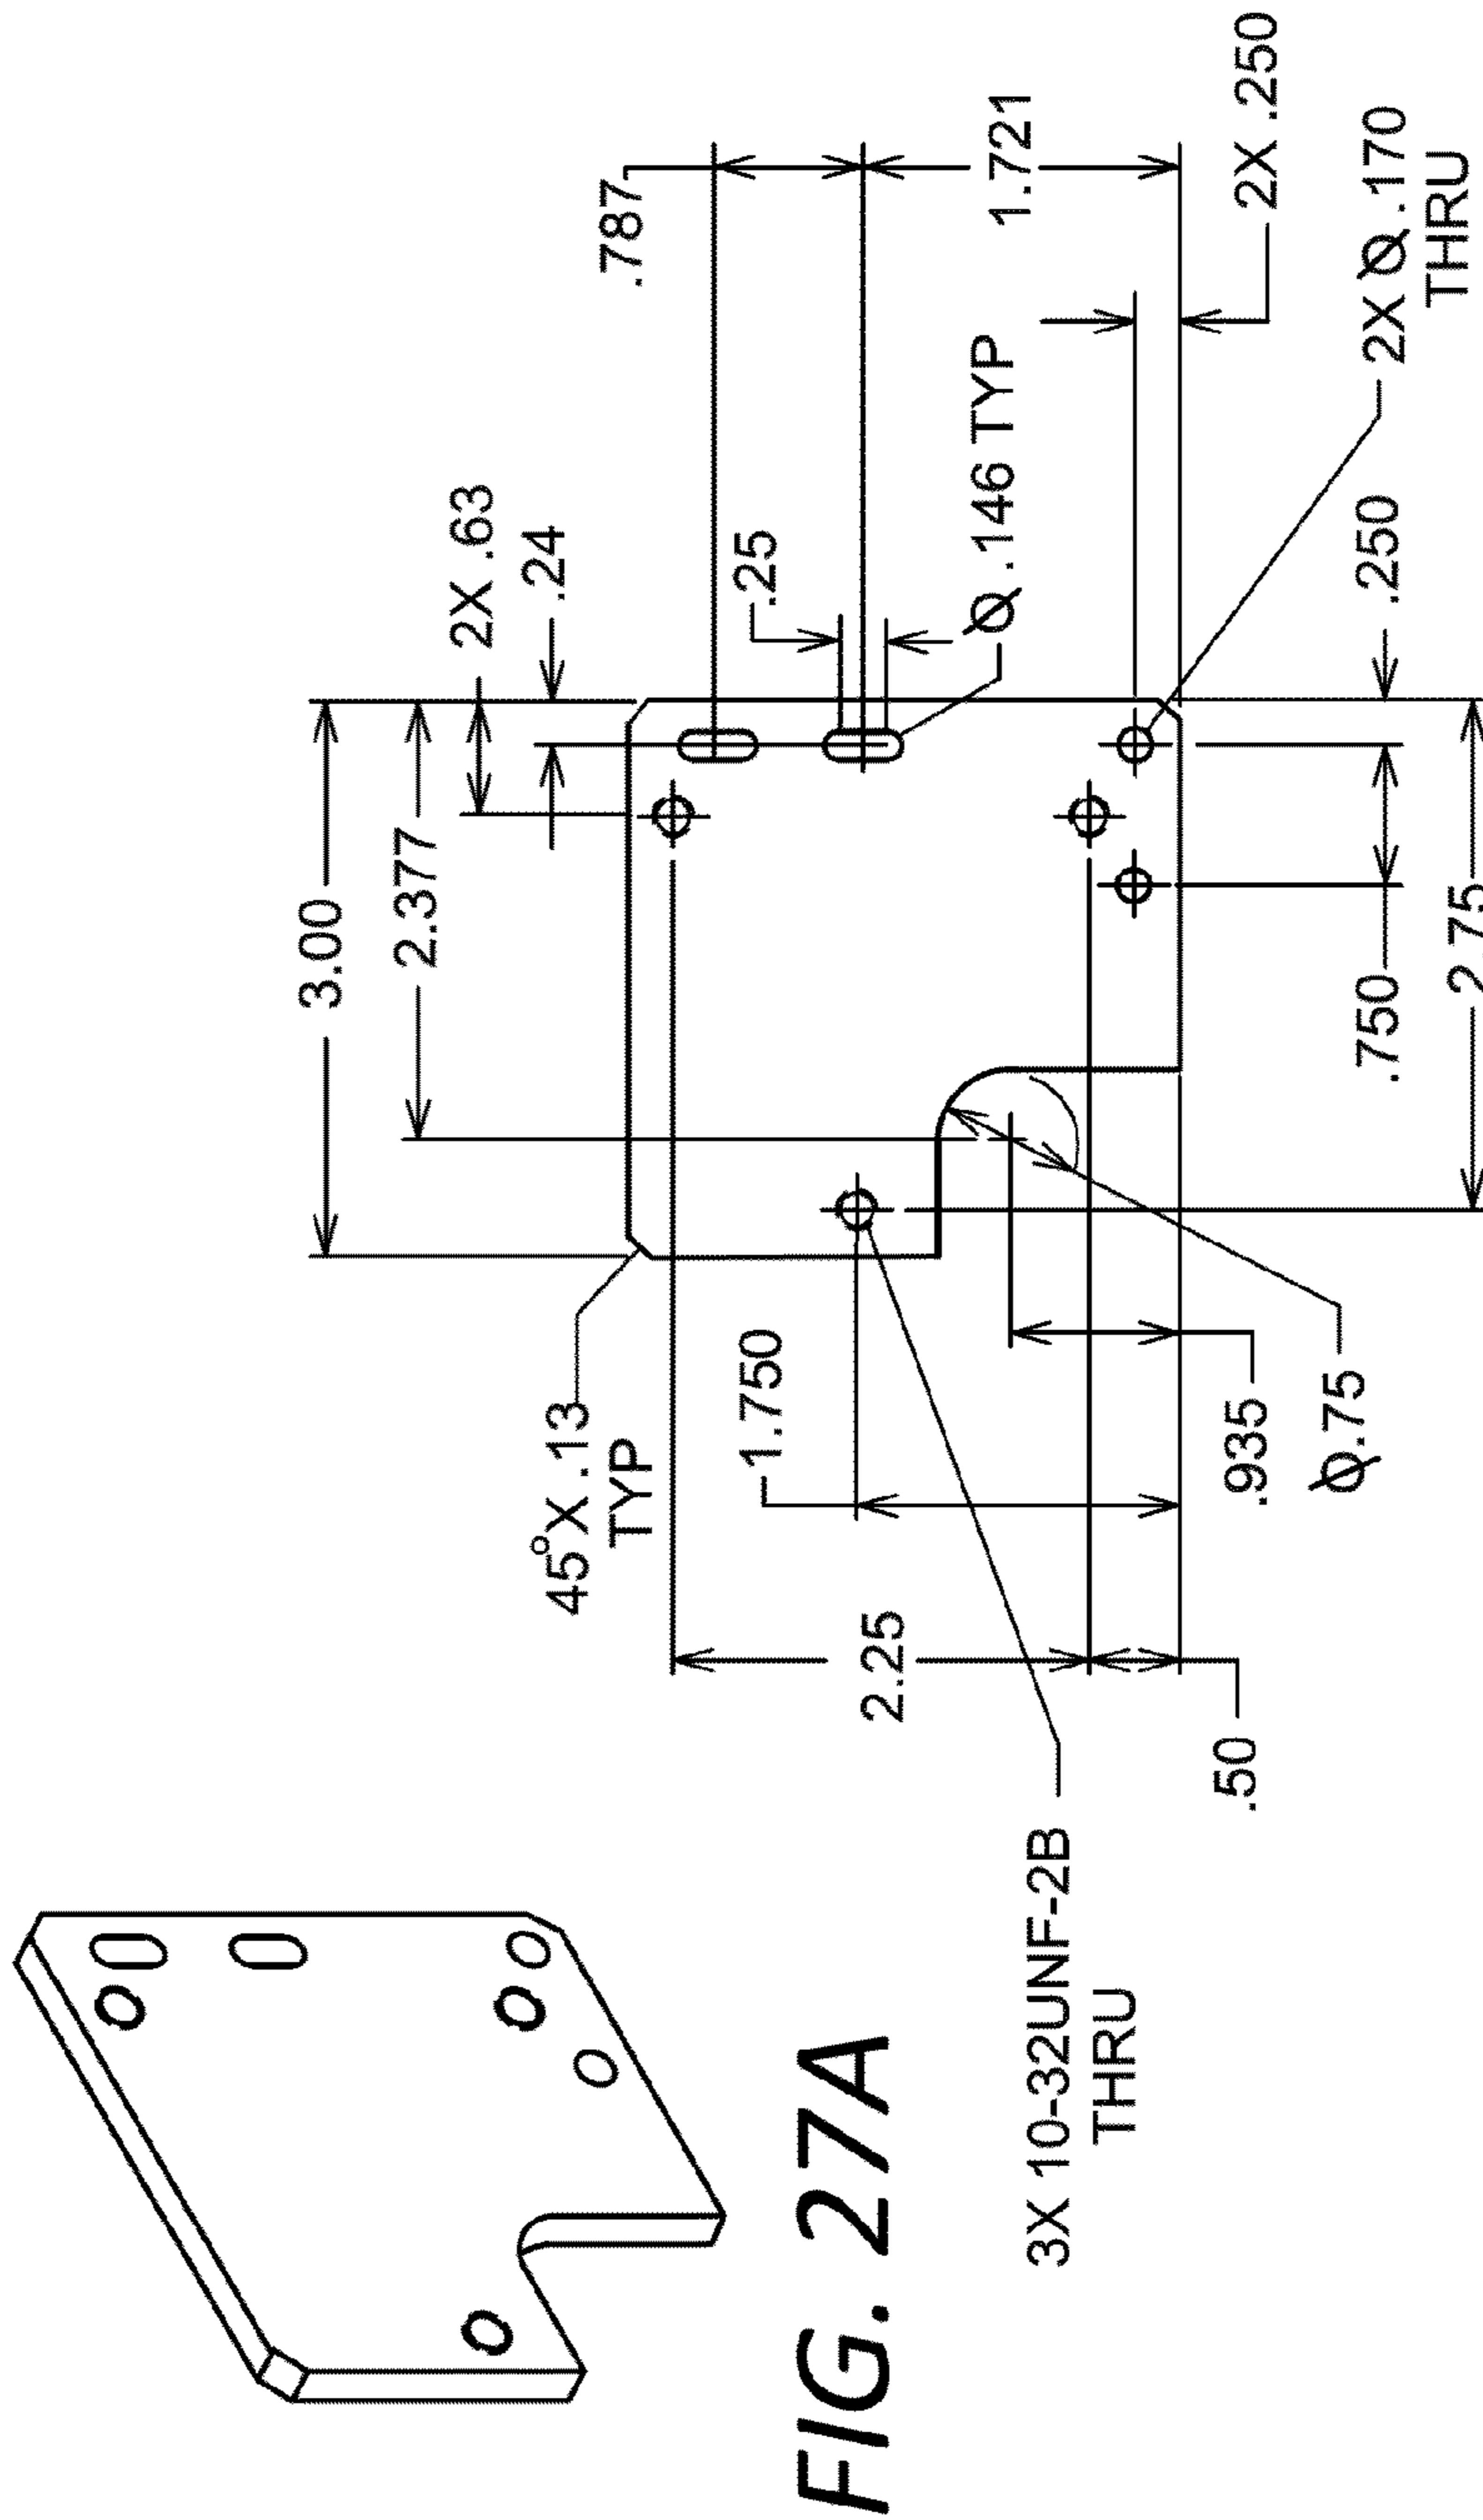 3.00
2.377
2X .63
.24
.787
.25
Ø .146 TYP
1.721
2X .250
2X Ø .170
THRU
.250
.750
2.75
45°X .13
TYP
1.750
2.25
.935
Ø.75
.50
3X 10-32UNF-2B
THRU
FIG. 27A